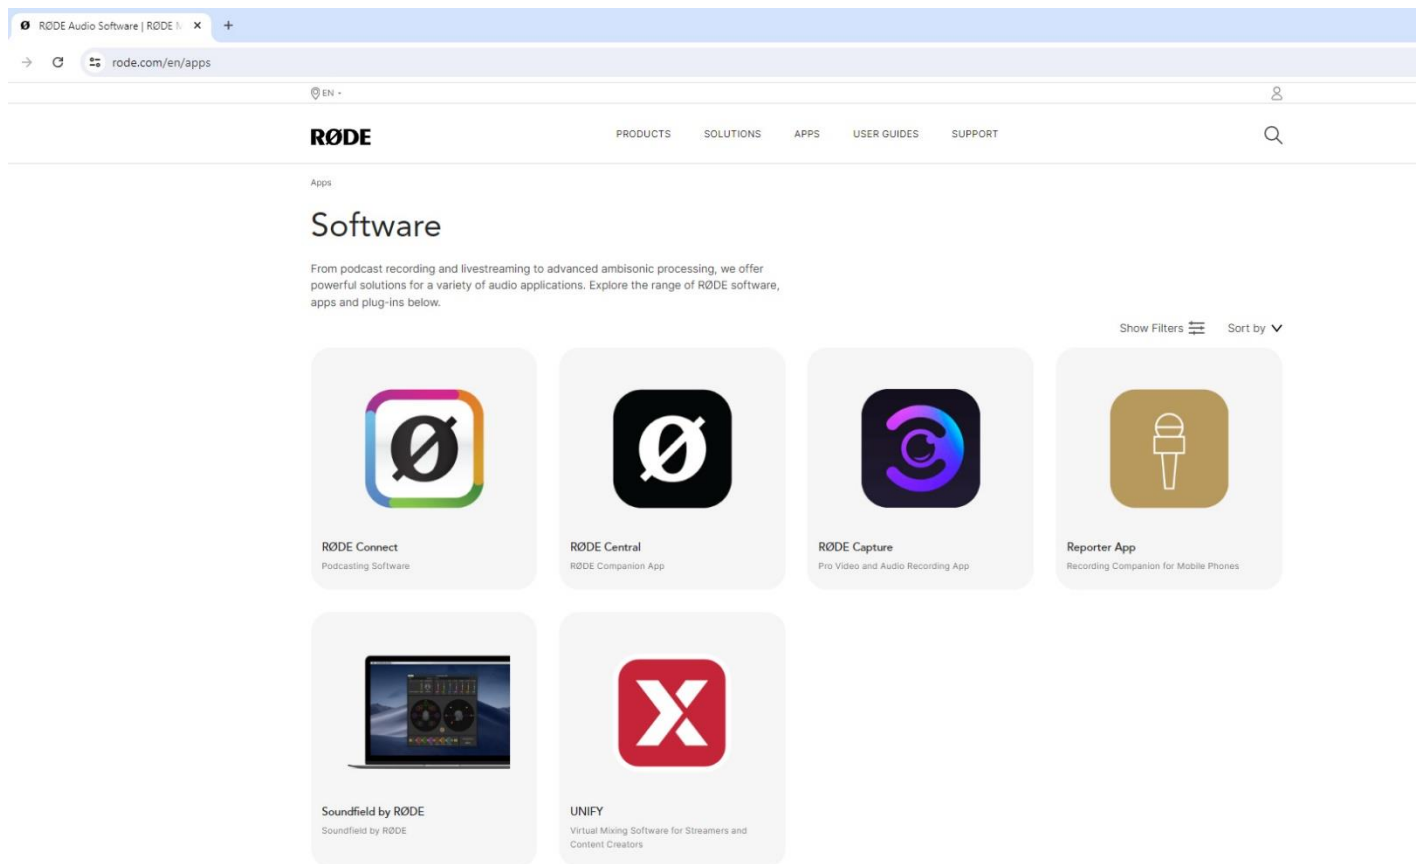 RØDE Audio Software | RØDE M
rode.com/en/apps
EN
RØDE
PRODUCTS SOLUTIONS APPS USER GUIDES SUPPORT
Apps
Software
From podcast recording and livestreaming to advanced ambisonic processing, we offer
powerful solutions for a variety of audio applications. Explore the range of RØDE software,
apps and plug-ins below.
Show Filters Sort by
RØDE Connect
Podcasting Software
RØDE Central
RØDE Companion App
RØDE Capture
Pro Video and Audio Recording App
Reporter App
Recording Companion for Mobile Phones
Soundfield by RØDE
Soundfield by RØDE
UNIFY
Virtual Mixing Software for Streamers and
Content Creators